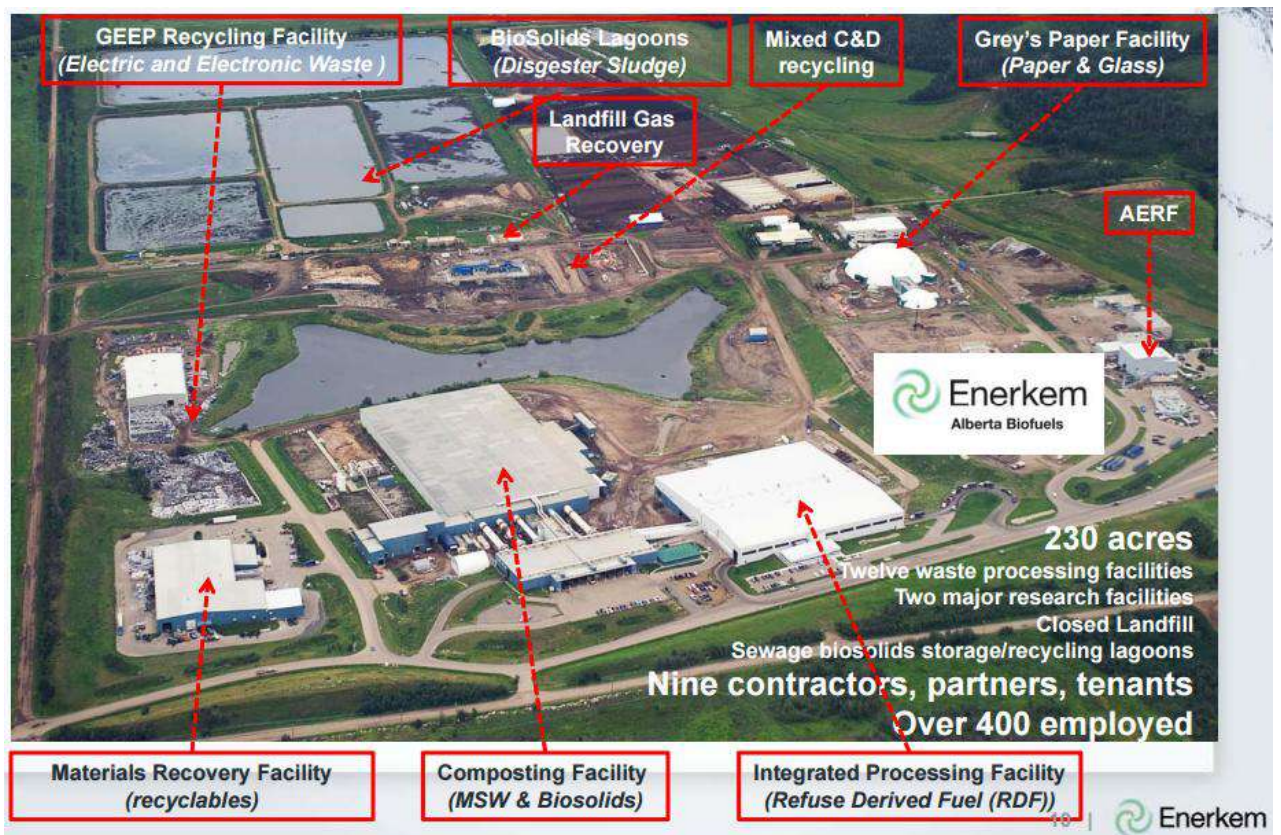 GEEP Recycling Facility
(Electric and Electronic Waste )
BioSolids Lagoons
(Disgester Sludge)
Mixed C&D
recycling
Grey's Paper Facility
(Paper & Glass)
Landfill Gas
Recovery
AERF
Enerkem
Alberta Biofuels
230 acres
Twelve waste processing facilities
Two major research facilities
Closed Landfill
Sewage biosolids storage/recycling lagoons
Nine contractors, partners, tenants
Over 400 employed
Materials Recovery Facility
(recyclables)
Composting Facility
(MSW & Biosolids)
Integrated Processing Facility
(Refuse Derived Fuel (RDF))
| Enerkem